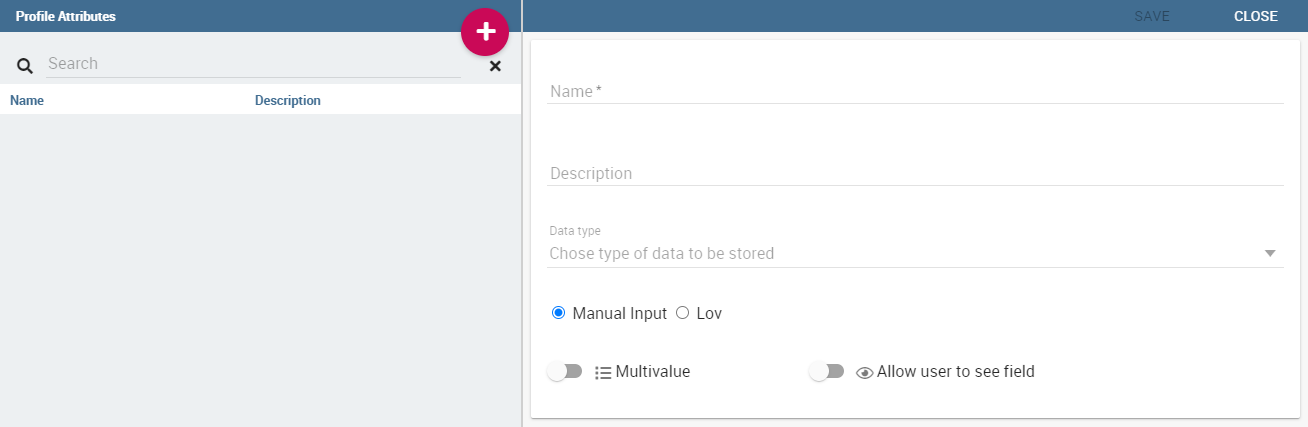 Profile Attributes
SAVE CLOSE
Search
Name Description
Name *
Description
Data type
Chose type of data to be stored
Manual Input Lov
Multivalue Allow user to see field